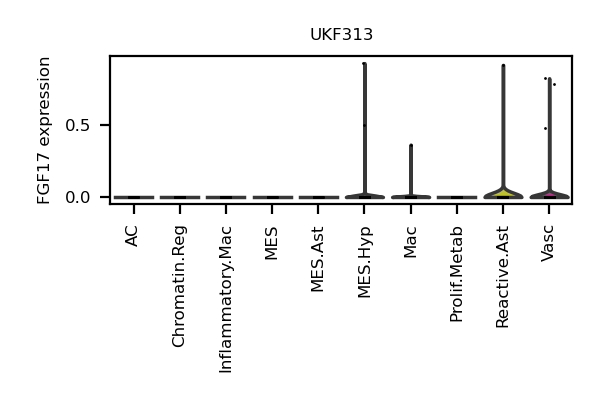 UKF313
FGF17 expression
0.5
0.0
AC
Chromatin.Reg
Inflammatory.Mac
MES
MES.Ast
MES.Hyp
Mac
Prolif.Metab
Reactive.Ast
Vasc